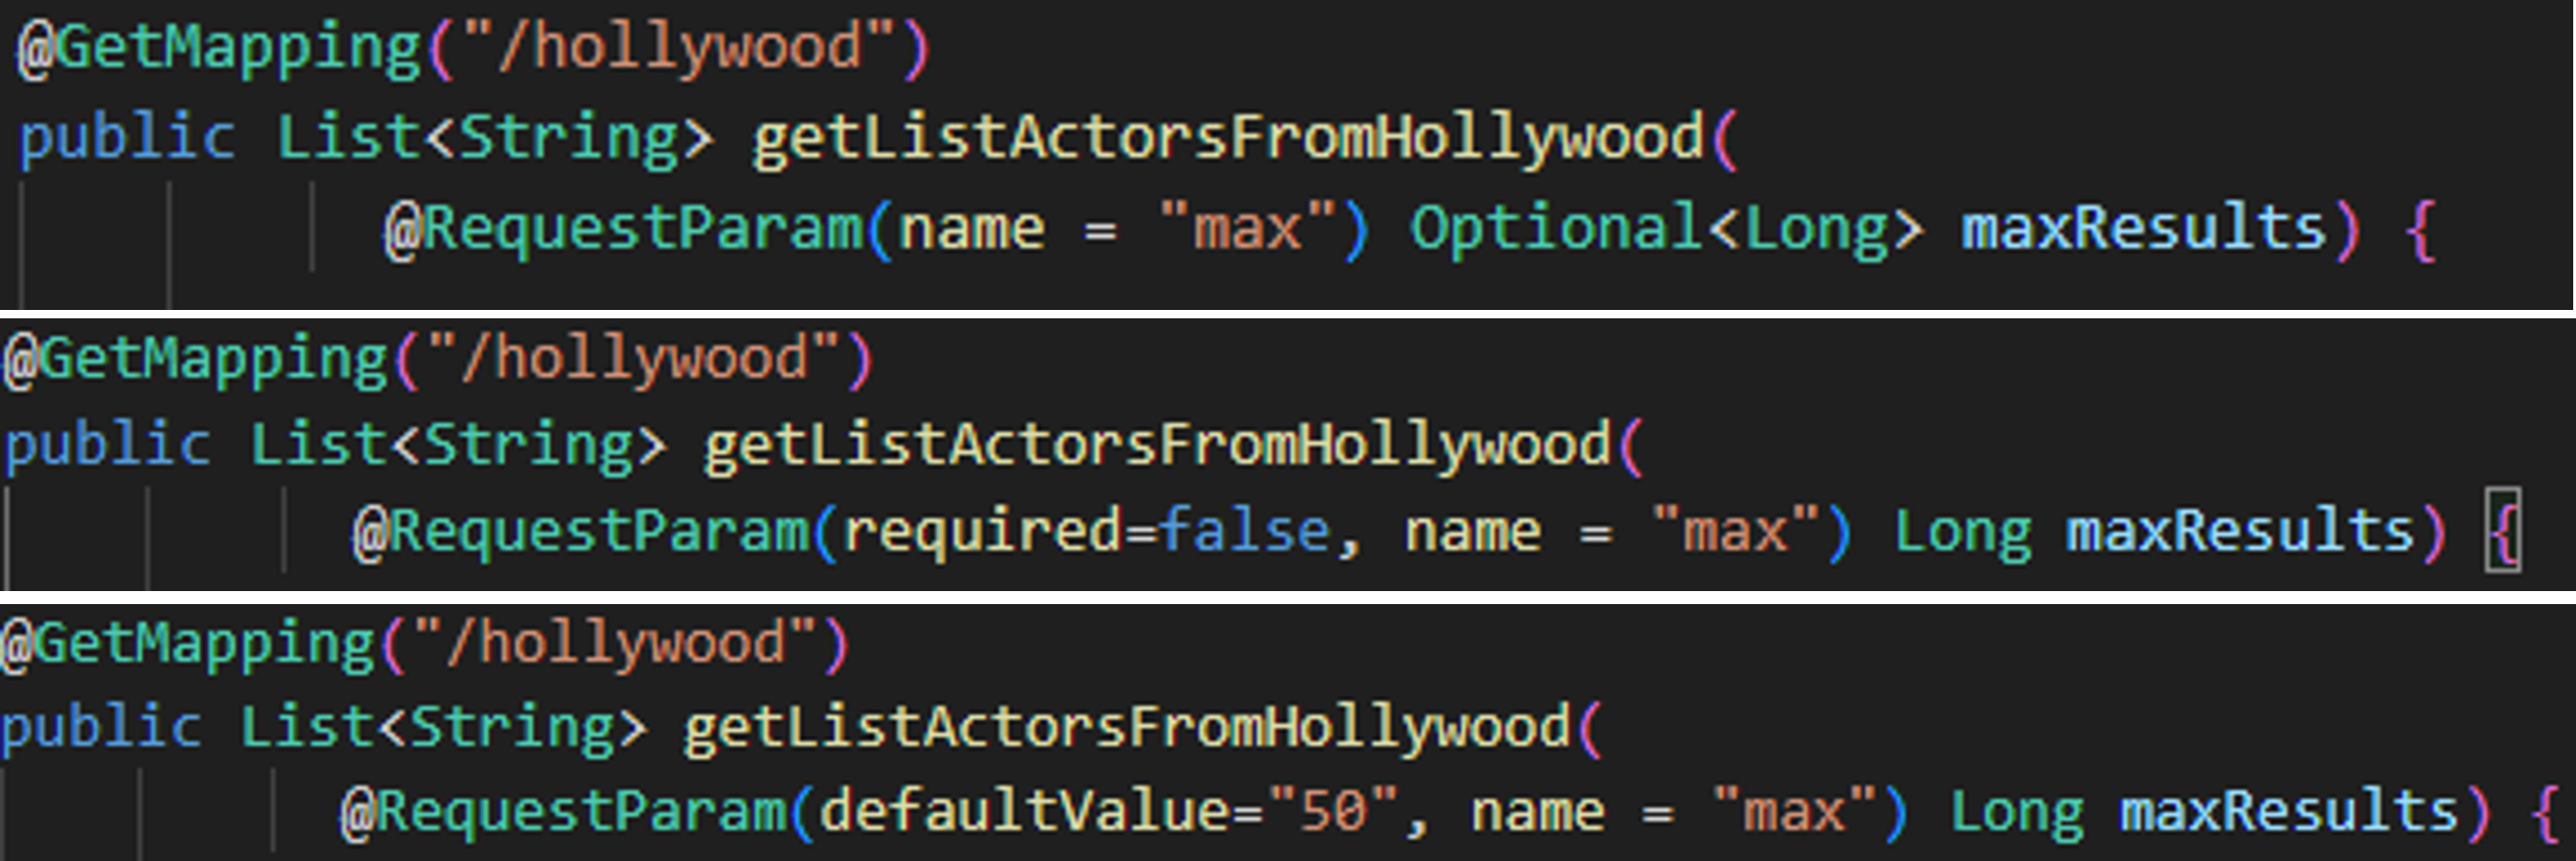 @GetMapping("/hollywood")
public List<String> getListActorsFromHollywood(
@RequestParam(name = "max") Optional<Long> maxResults) {
@GetMapping("/hollywood")
public List<String> getListActorsFromHollywood(
@RequestParam(required=false, name = "max") Long maxResults) {
@GetMapping("/hollywood")
public List<String> getListActorsFromHollywood(
@RequestParam(defaultValue="50", name = "max") Long maxResults) {